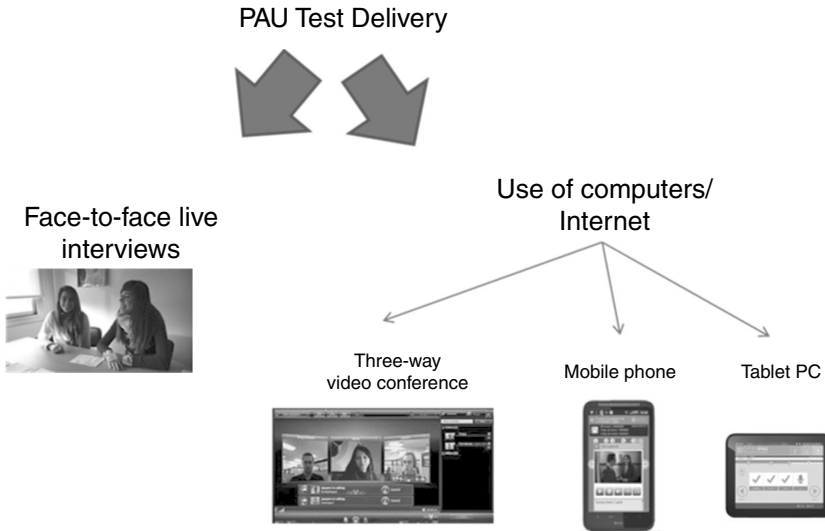 PAU Test Delivery
Face-to-face live
interviews
Use of computers/
Internet
Three-way
video conference
Mobile phone
Tablet PC